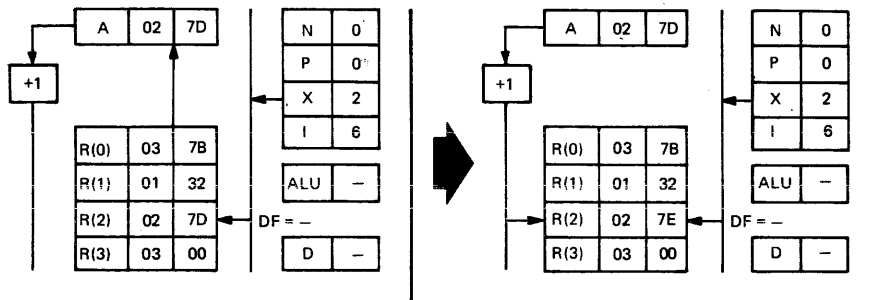 A 02 7D
N 0
P 0
X 2
I 6
+1
R(0) 03 7B
R(1) 01 32
R(2) 02 7D
R(3) 03 00
ALU —
DF = —
D —
A 02 7D
N 0
P 0
X 2
I 6
+1
R(0) 03 7B
R(1) 01 32
R(2) 02 7E
R(3) 03 00
ALU —
DF = —
D —